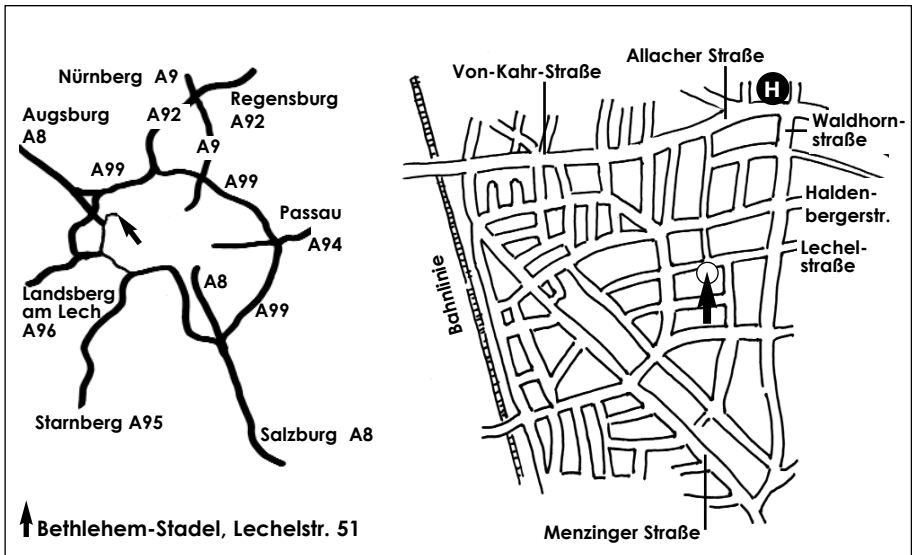 Nürnberg A9
Augsburg
A8
A92
Regensburg
A92
A9
A99
A99
Passau
A94
A8
A99
Landsberg
am Lech
A96
Starnberg A95
Salzburg A8
Bethlehem-Stadel, Lechelstr. 51
Von-Kahr-Straße
Allacher Straße
H
Waldhorn-
straße
Halden-
bergerstr.
Lechel-
straße
Bahnlinie
Menzinger Straße